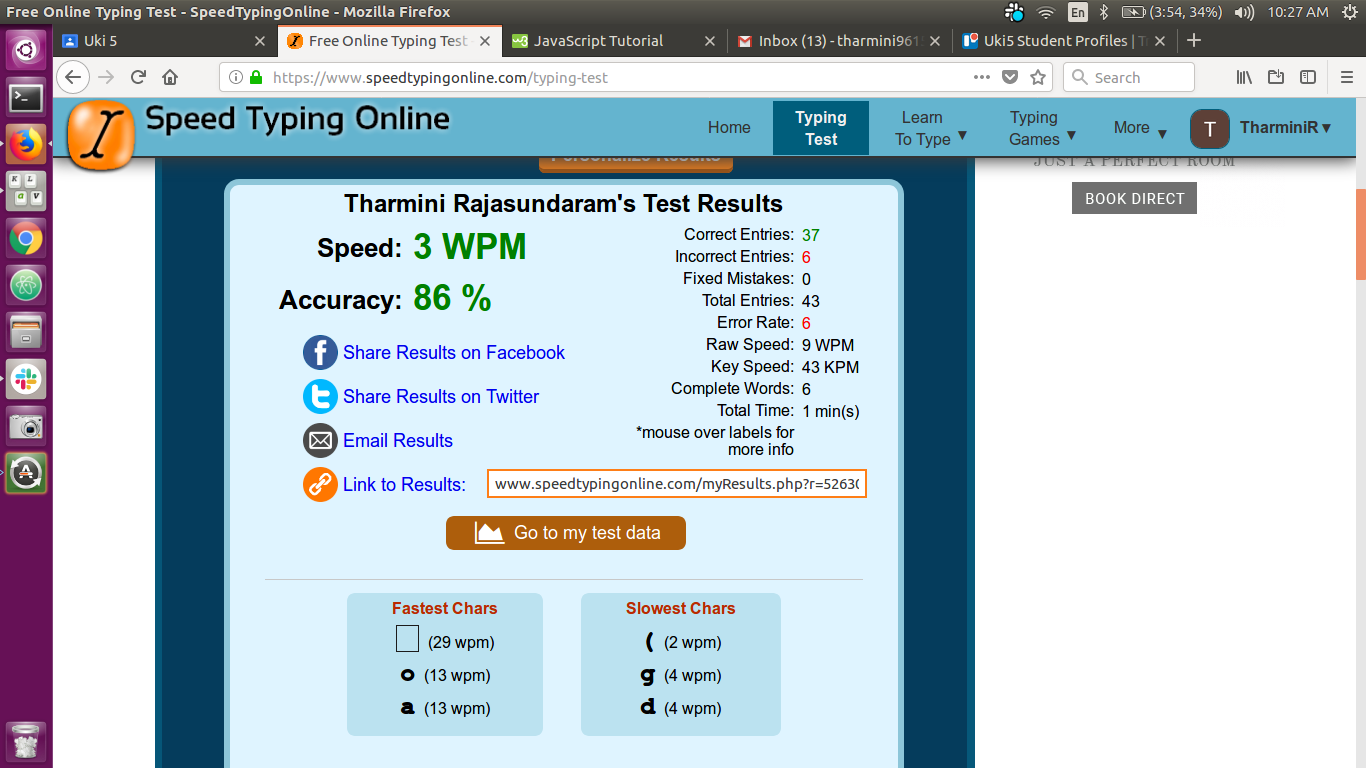 Free Online Typing Test - SpeedTypingOnline - Mozilla Firefox
En (3:54, 34%) 10:27 AM
Uki 5
Free Online Typing Test
JavaScript Tutorial
Inbox (13) - tharmini961
Uki5 Student Profiles | T
https://www.speedtypingonline.com/typing-test
Search
Speed Typing Online
Home
Typing Test
Learn To Type ▼
Typing Games ▼
More ▼
T
TharminiR ▾
Personalize Results
JUST A PERFECT ROOM
BOOK DIRECT
Tharmini Rajasundaram's Test Results
Speed: 3 WPM
Accuracy: 86 %
Share Results on Facebook
Share Results on Twitter
Email Results
Link to Results: www.speedtypingonline.com/myResults.php?r=52630
Correct Entries: 37
Incorrect Entries: 6
Fixed Mistakes: 0
Total Entries: 43
Error Rate: 6
Raw Speed: 9 WPM
Key Speed: 43 KPM
Complete Words: 6
Total Time: 1 min(s)
*mouse over labels for
more info
Go to my test data
Fastest Chars
(29 wpm)
o (13 wpm)
a (13 wpm)
Slowest Chars
( (2 wpm)
g (4 wpm)
d (4 wpm)